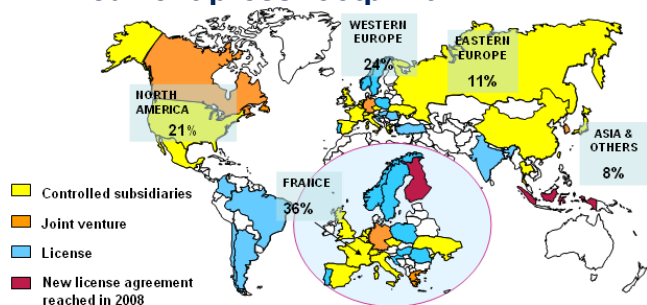 WESTERN
EUROPE
24%
EASTERN
EUROPE
11%
NORTH
AMERICA
21%
ASIA &
OTHERS
8%
FRANCE
36%
Controlled subsidiaries
Joint venture
License
New license agreement
reached in 2008